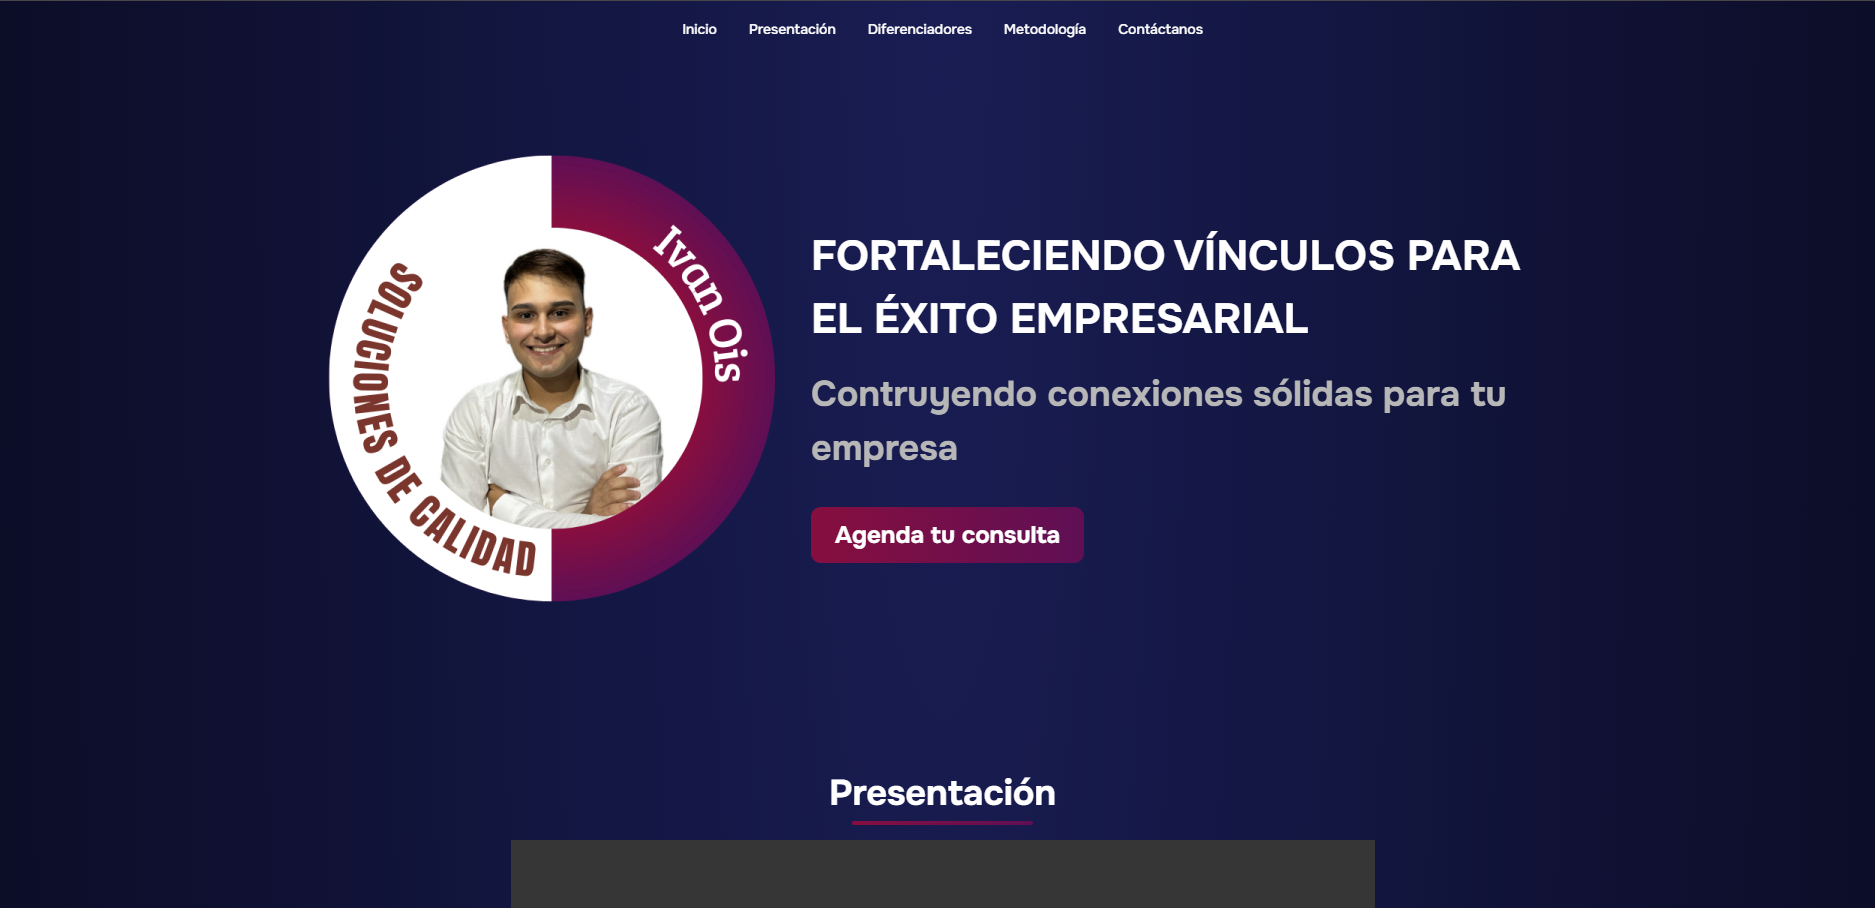 Inicio Presentación Diferenciadores Metodología Contáctanos
SOLUCIONES DE CALIDAD
Ivan Ois
FORTALECIENDO VÍNCULOS PARA
EL ÉXITO EMPRESARIAL
Contruyendo conexiones sólidas para tu
empresa
Agenda tu consulta
Presentación